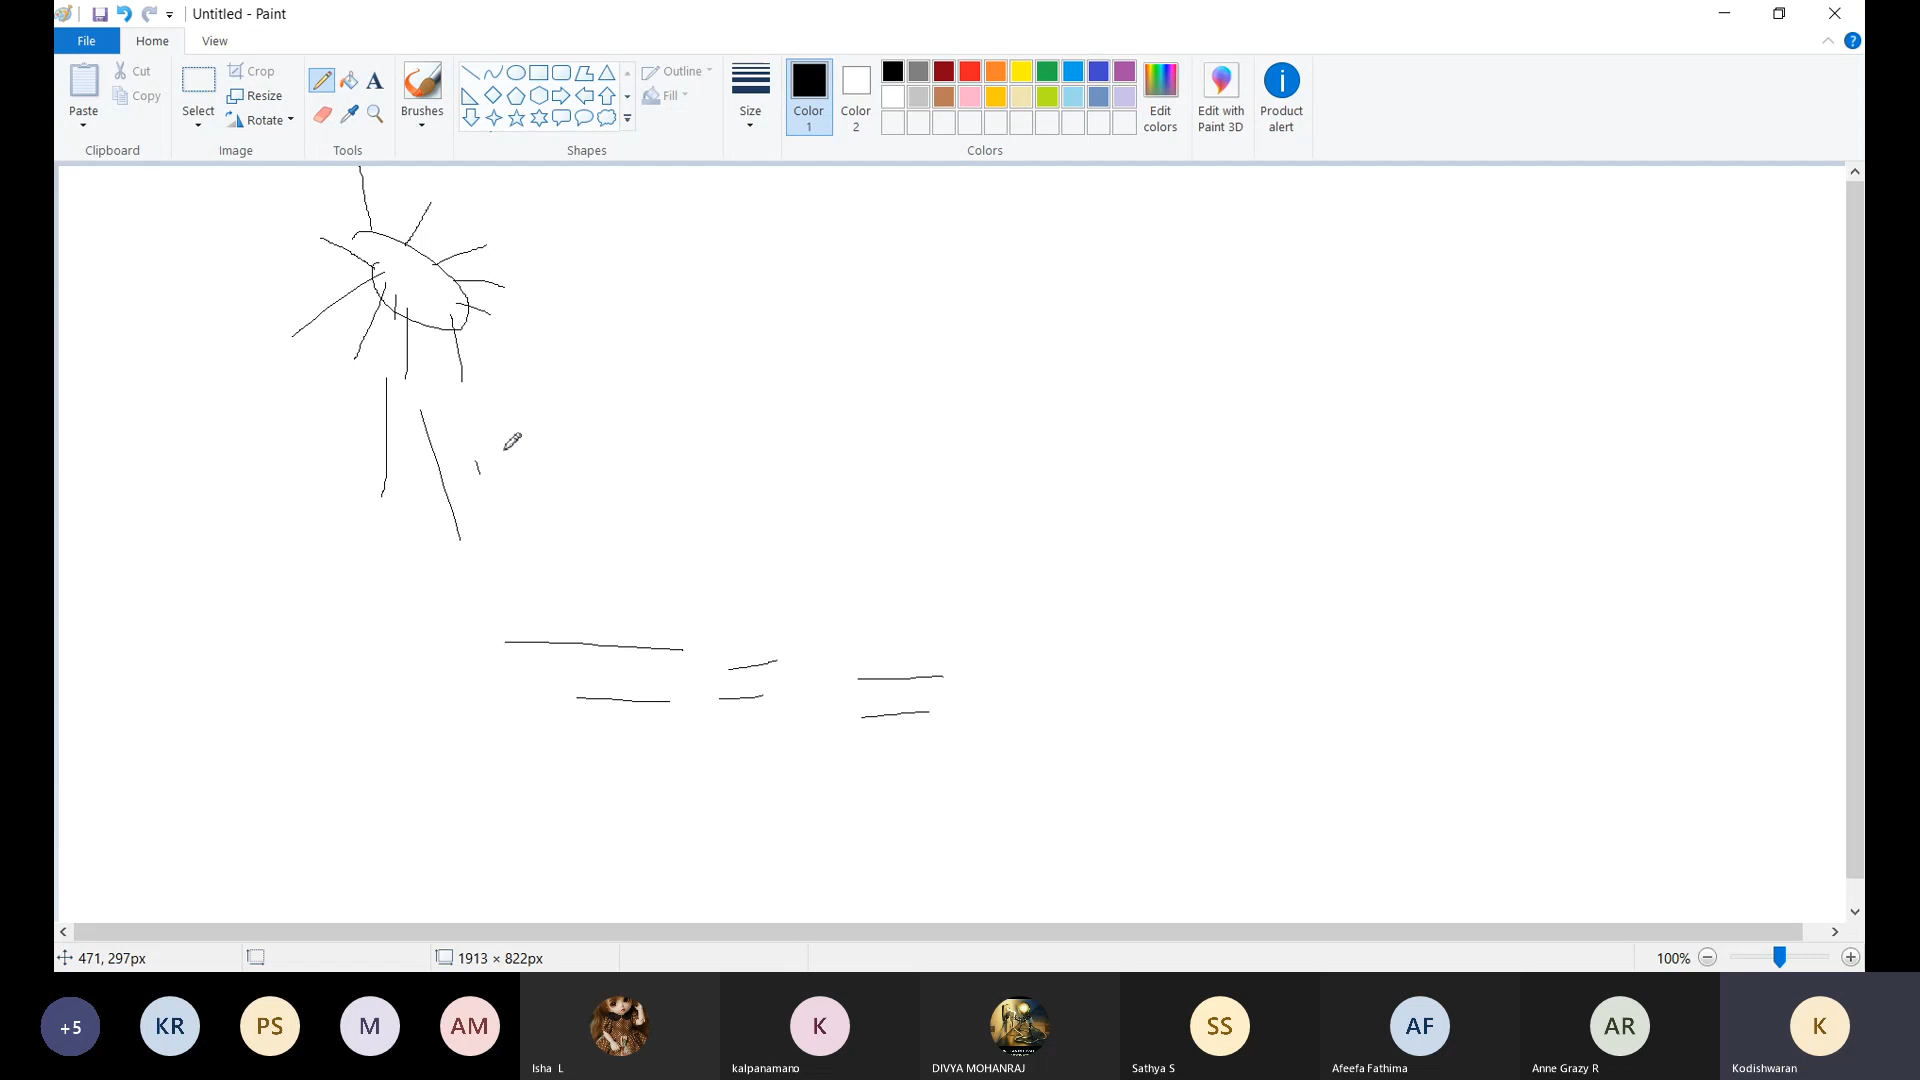 Untitled - Paint
File Home View
Cut
Copy
Paste
Clipboard
Select
Crop
Resize
Rotate
Image
A
Tools
Brushes
Shapes
Outline
Fill
Size
Color 1
Color 2
Edit colors
Colors
Edit with Paint 3D
Product alert
471, 297px
1913 × 822px
100%
+5 KR PS M AM K SS AF AR K
Isha L kalpanamano DIVYA MOHANRAJ Sathya S Afeefa Fathima Anne Grazy R Kodishwaran